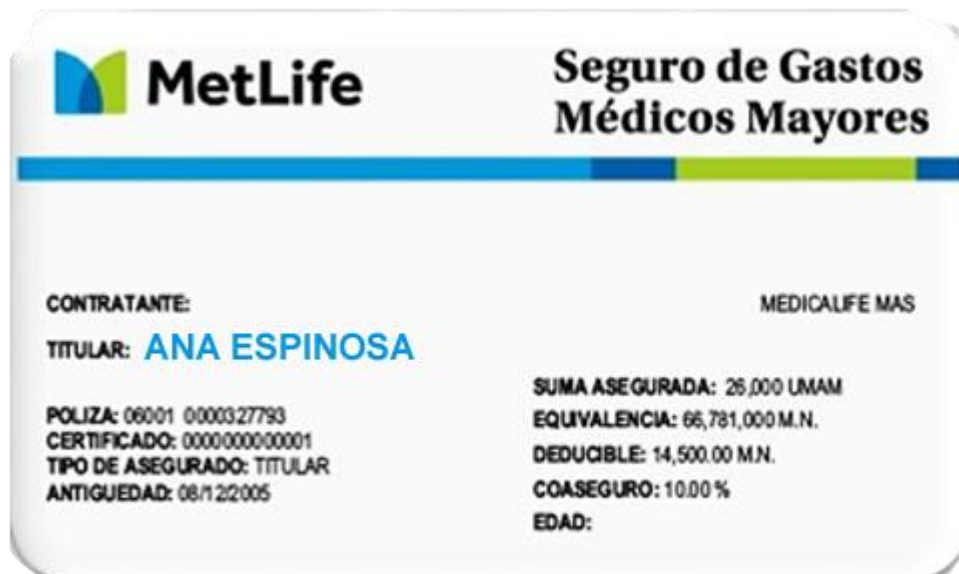 MetLife
Seguro de Gastos
Médicos Mayores
CONTRATANTE:
MEDICALIFE MAS
TITULAR: ANA ESPINOSA
POLIZA: 06001 0000327793
CERTIFICADO: 0000000000001
TIPO DE ASEGURADO: TITULAR
ANTIGUEDAD: 08/12/2005
SUMA ASEGURADA: 26,000 UMAM
EQUIVALENCIA: 66,781,000 M.N.
DEDUCIBLE: 14,500.00 M.N.
COASEGURO: 10.00 %
EDAD: